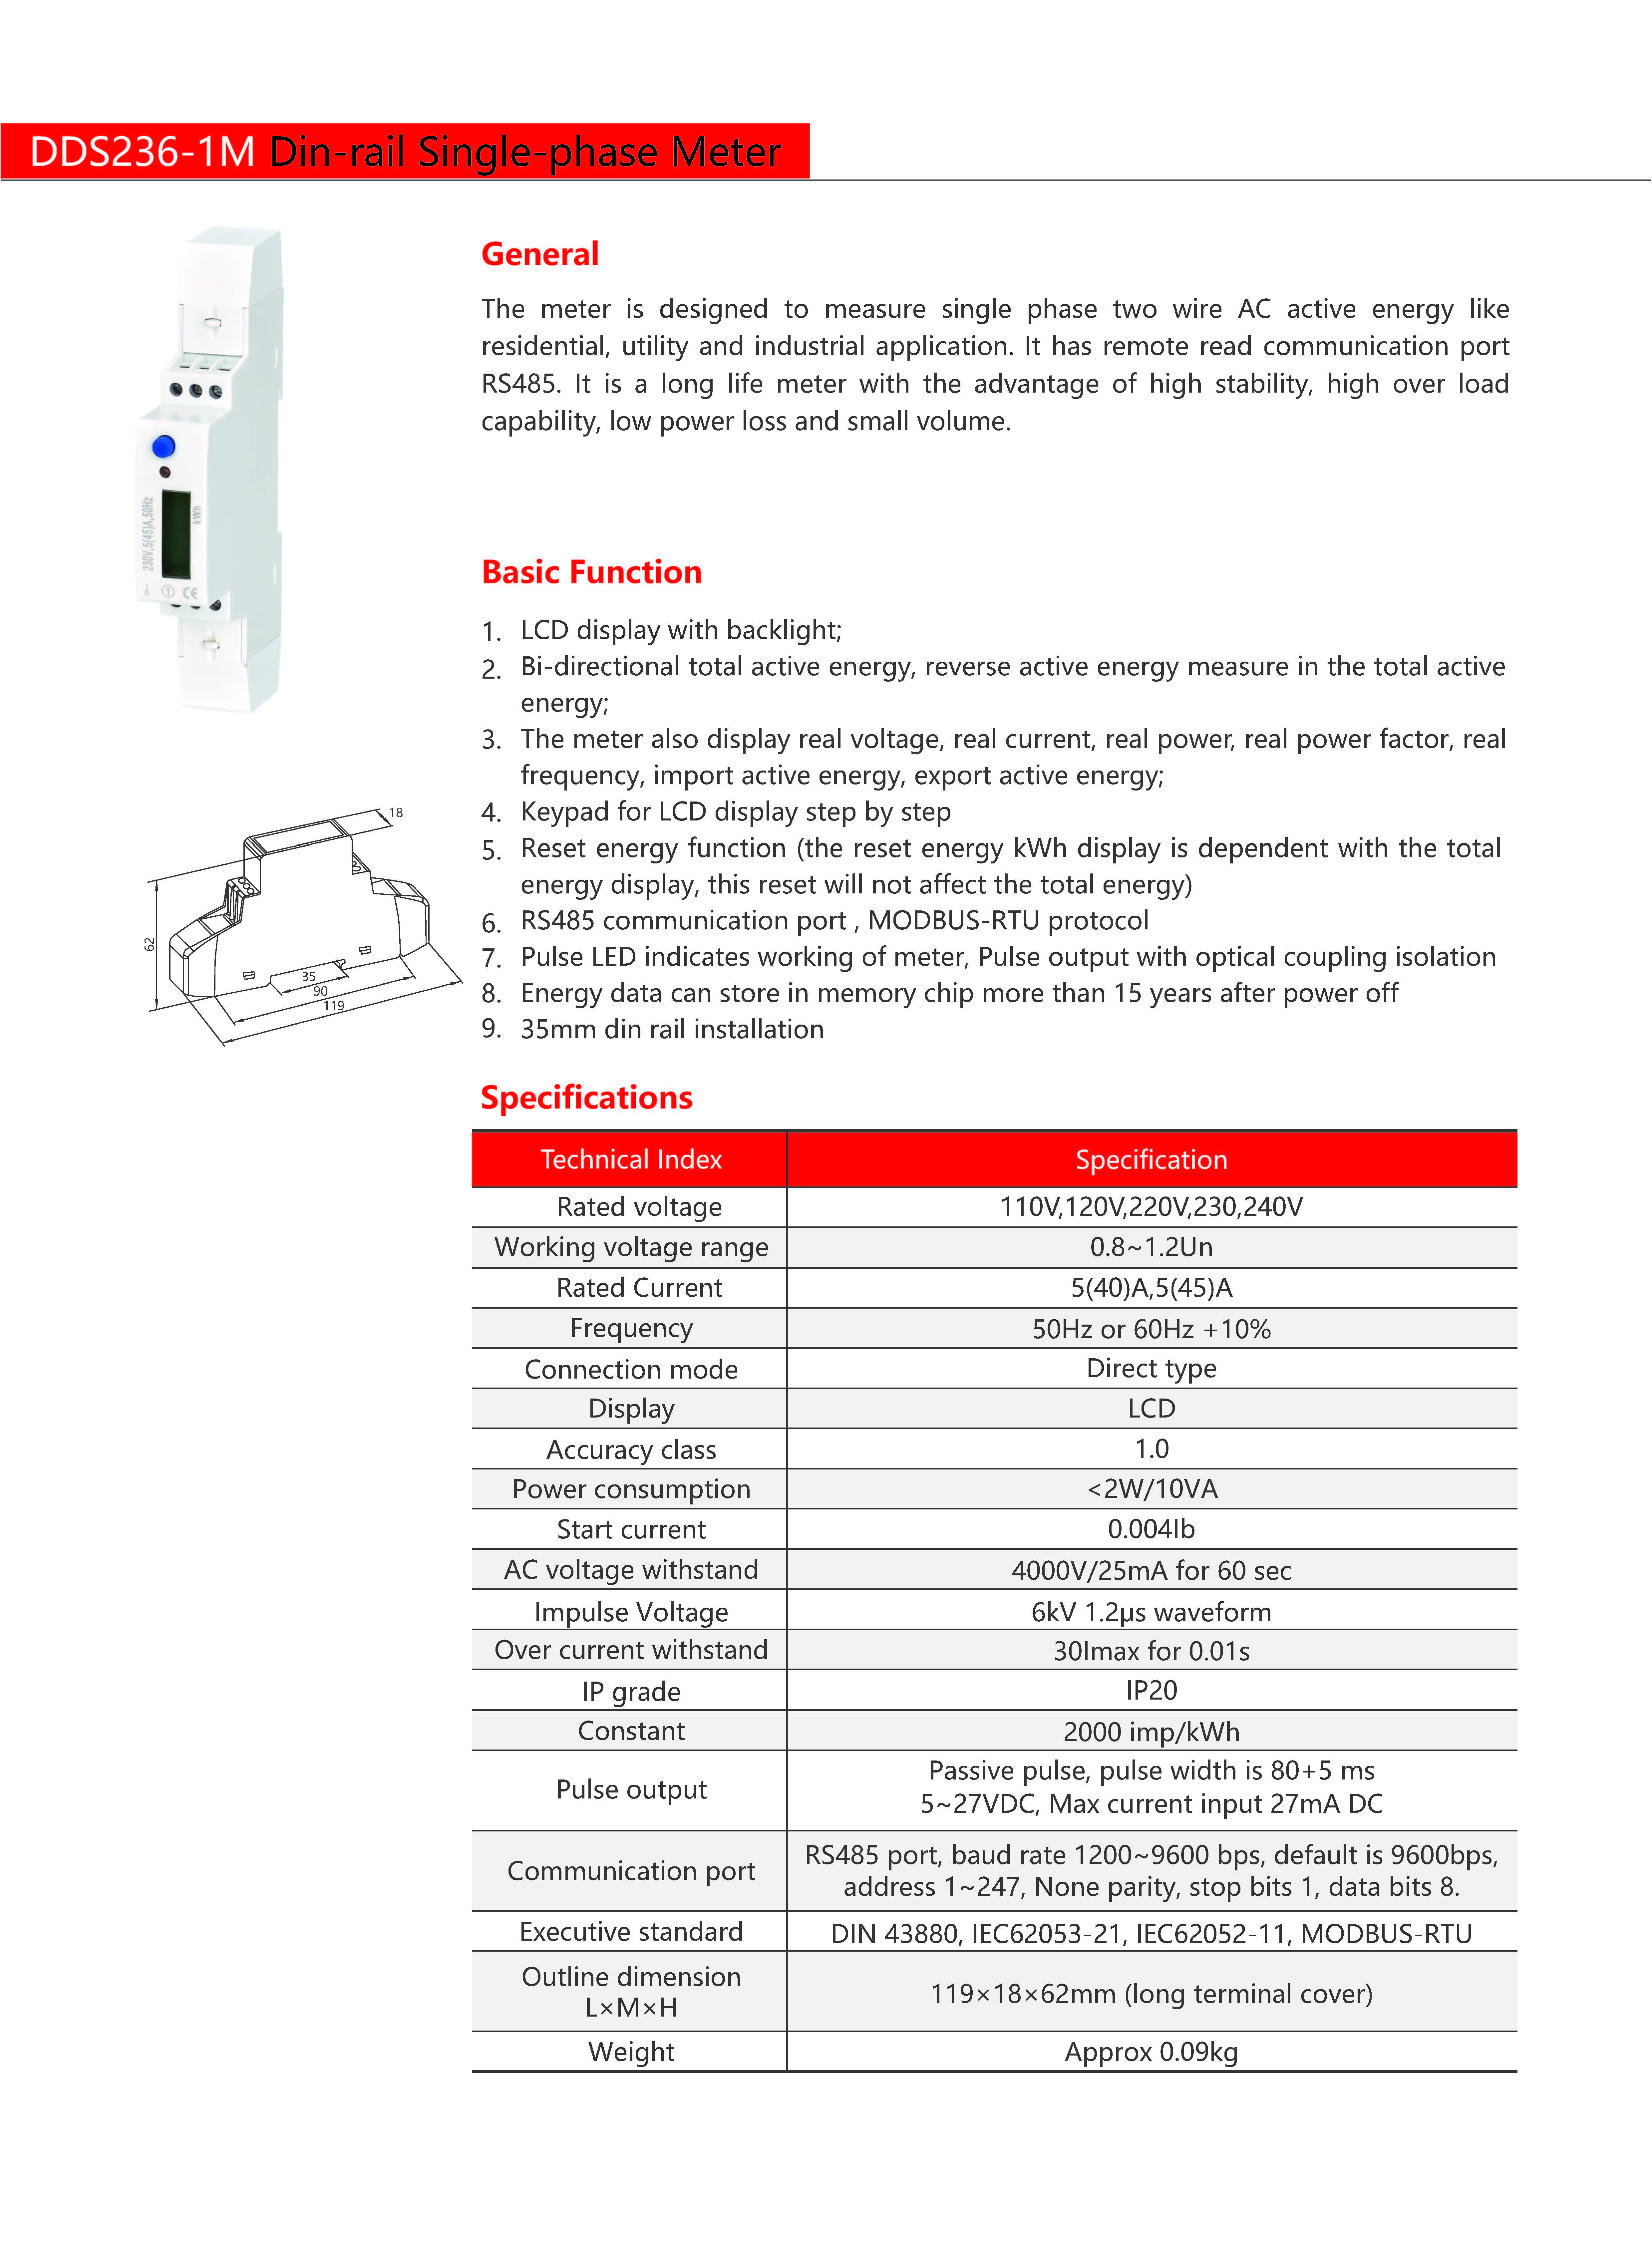 DDS236-1M Din-rail Single-phase Meter
General
The meter is designed to measure single phase two wire AC active energy like
residential, utility and industrial application. It has remote read communication port
RS485. It is a long life meter with the advantage of high stability, high over load
capability, low power loss and small volume.
230V,5(45)A,50Hz
kWh
1 CE
Basic Function
1. LCD display with backlight;
2. Bi-directional total active energy, reverse active energy measure in the total active
energy;
3. The meter also display real voltage, real current, real power, real power factor, real
frequency, import active energy, export active energy;
4. Keypad for LCD display step by step
5. Reset energy function (the reset energy kWh display is dependent with the total
energy display, this reset will not affect the total energy)
6. RS485 communication port , MODBUS-RTU protocol
7. Pulse LED indicates working of meter, Pulse output with optical coupling isolation
8. Energy data can store in memory chip more than 15 years after power off
9. 35mm din rail installation
18
62
35
90
119
Specifications
Technical Index Specification
Rated voltage 110V,120V,220V,230,240V
Working voltage range 0.8~1.2Un
Rated Current 5(40)A,5(45)A
Frequency 50Hz or 60Hz +10%
Connection mode Direct type
Display LCD
Accuracy class 1.0
Power consumption <2W/10VA
Start current 0.004Ib
AC voltage withstand 4000V/25mA for 60 sec
Impulse Voltage 6kV 1.2μs waveform
Over current withstand 30Imax for 0.01s
IP grade IP20
Constant 2000 imp/kWh
Pulse output Passive pulse, pulse width is 80+5 ms
5~27VDC, Max current input 27mA DC
Communication port RS485 port, baud rate 1200~9600 bps, default is 9600bps,
address 1~247, None parity, stop bits 1, data bits 8.
Executive standard DIN 43880, IEC62053-21, IEC62052-11, MODBUS-RTU
Outline dimension
L×M×H 119×18×62mm (long terminal cover)
Weight Approx 0.09kg